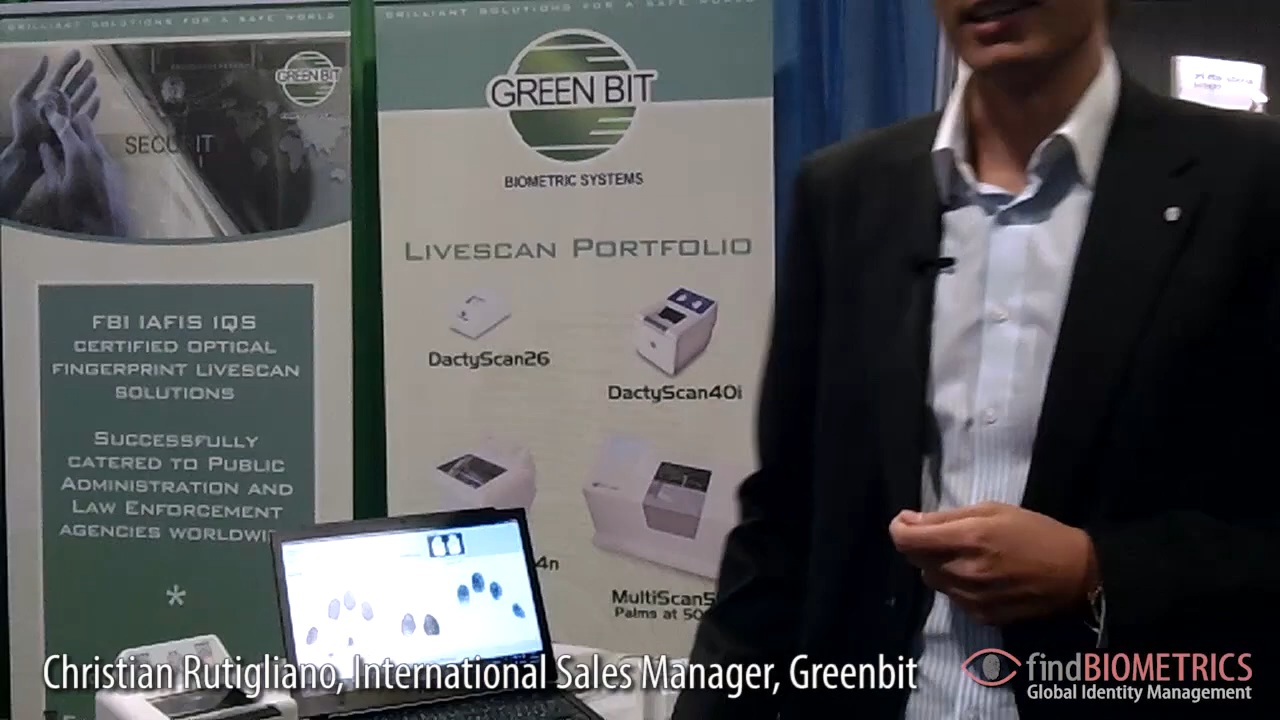 BRILLIANT SOLUTIONS FOR A SAFE WORLD
GREEN BIT
FBI IAFIS IQS
CERTIFIED OPTICAL
FINGERPRINT LIVESCAN
SOLUTIONS
SUCCESSFULLY
CATERED TO PUBLIC
ADMINISTRATION AND
LAW ENFORCEMENT
AGENCIES
*
BRILLIANT SOLUTIONS FOR A SAFE WORLD
GREEN BIT
BIOMETRIC SYSTEMS
LIVESCAN PORTFOLIO
DactyScan26
DactyScan40i
4n
MultiScan5
Palms at
Christian Rutigliano, International Sales Manager, Greenbit
findBIOMETRICS
Global Identity Management